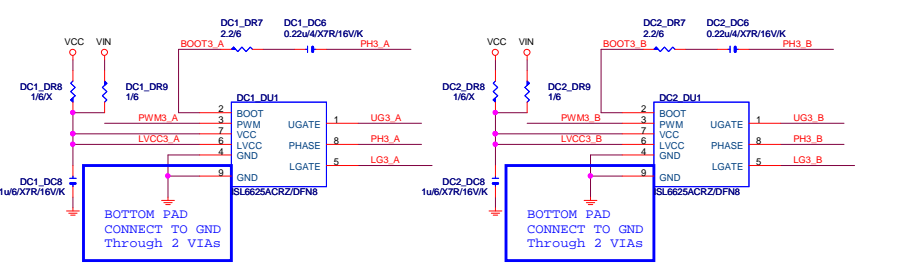 DC1_DR7
2.2/6
DC1_DC6
0.22u/4/X7R/16V/K
VCC
VIN
BOOT3_A
PH3_A
DC1_DR8
1/6/X
DC1_DR9
1/6
DC1_DU1
PWM3_A
LVCC3_A
2
3
7
6
4
9
BOOT
PWM
VCC
LVCC
GND
GND
UGATE
PHASE
LGATE
1
8
5
UG3_A
PH3_A
LG3_A
DC1_DC8
1u/6/X7R/16V/K
ISL6625ACRZ/DFN8
BOTTOM PAD
CONNECT TO GND
Through 2 VIAs
DC2_DR7
2.2/6
DC2_DC6
0.22u/4/X7R/16V/K
VCC
VIN
BOOT3_B
PH3_B
DC2_DR8
1/6/X
DC2_DR9
1/6
DC2_DU1
PWM3_B
LVCC3_B
2
3
7
6
4
9
BOOT
PWM
VCC
LVCC
GND
GND
UGATE
PHASE
LGATE
1
8
5
UG3_B
PH3_B
LG3_B
DC2_DC8
1u/6/X7R/16V/K
ISL6625ACRZ/DFN8
BOTTOM PAD
CONNECT TO GND
Through 2 VIAs